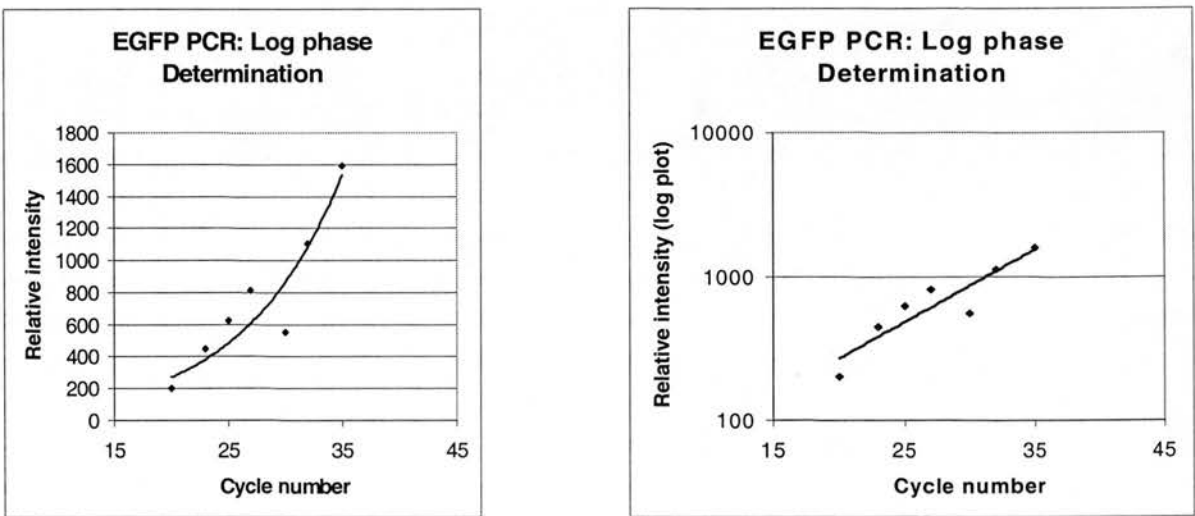 EGFP PCR: Log phase
Determination
Relative intensity
1800
1600
1400
1200
1000
800
600
400
200
0
15
25
35
45
Cycle number
EGFP PCR: Log phase
Determination
Relative intensity (log plot)
10000
1000
100
15
25
35
45
Cycle number